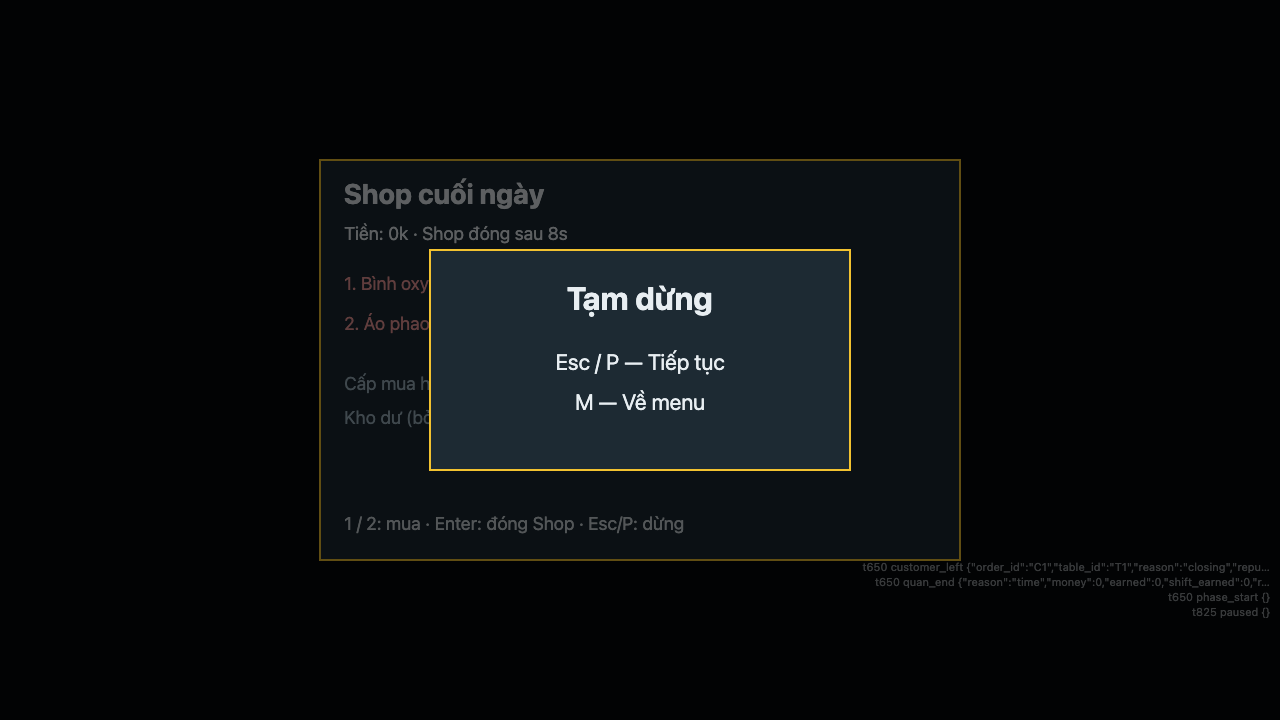 Shop cuối ngày
Tiền: 0k · Shop đóng sau 8s
1. Bình oxy
2. Áo phao
Tạm dừng
Esc / P — Tiếp tục
M — Về menu
Cấp mua
Kho dư
1 / 2: mua · Enter: đóng Shop · Esc/P: dừng
t650 customer_left {"order_id":"C1","table_id":"T1","reason":"closing","repu...
t650 quan_end {"reason":"time","money":0,"earned":0,"shift_earned":0,"r...
t650 phase_start {}
t825 paused {}